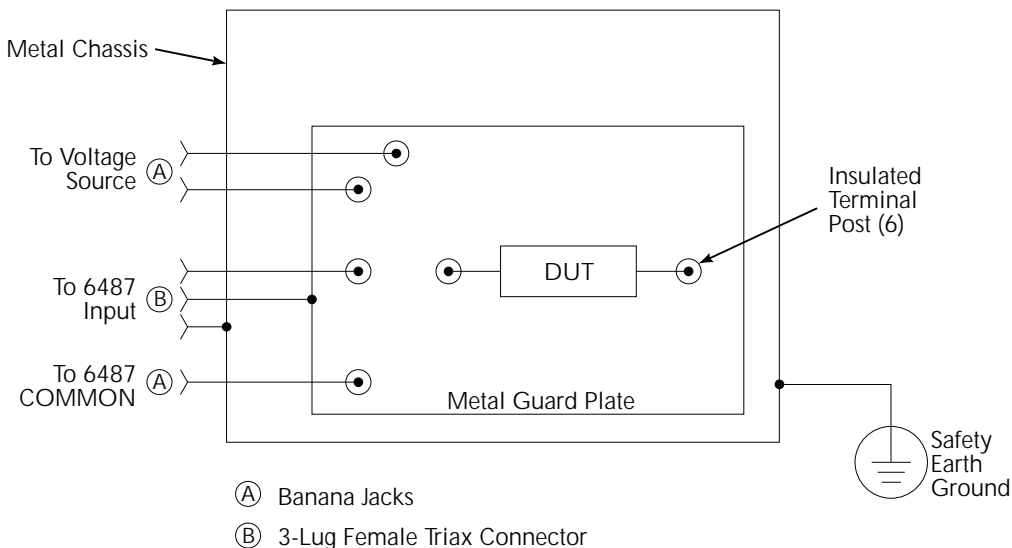 Metal Chassis
To Voltage
Source
A
Insulated
Terminal
Post (6)
DUT
To 6487
Input
B
To 6487
COMMON
A
Metal Guard Plate
Safety
Earth
Ground
A Banana Jacks
B 3-Lug Female Triax Connector